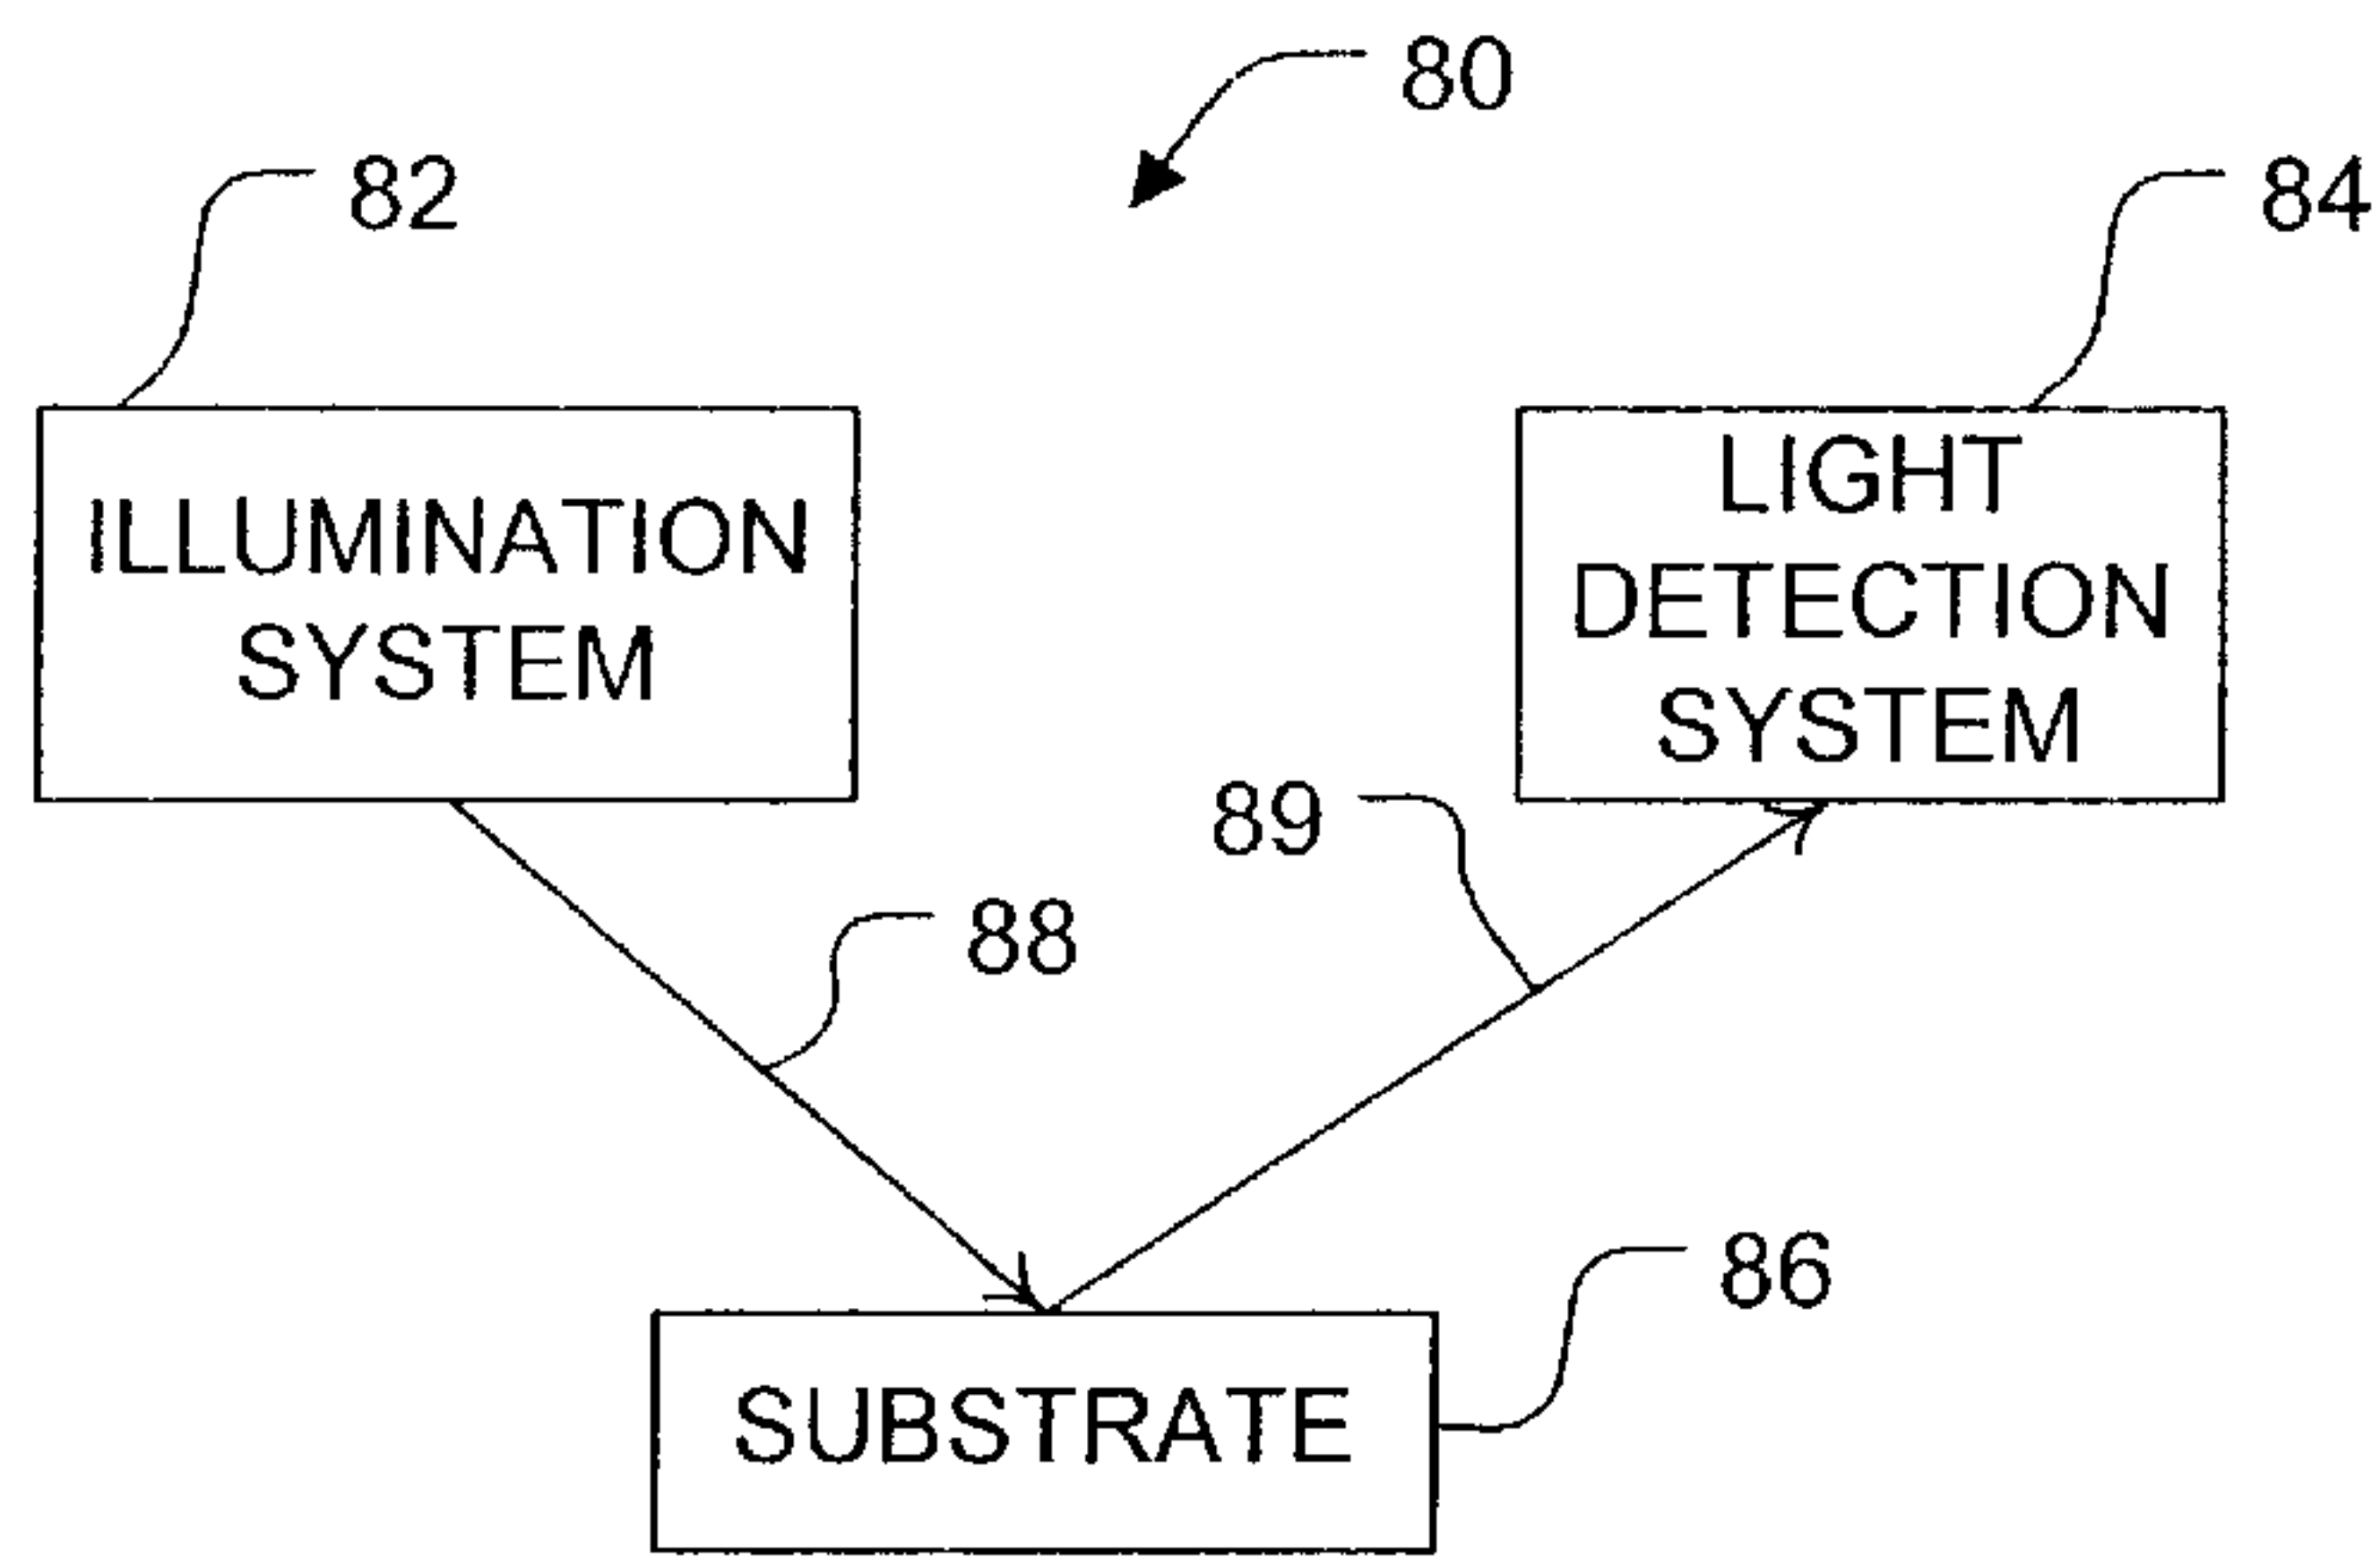 80
82
84
ILLUMINATION
SYSTEM
LIGHT
DETECTION
SYSTEM
89
88
86
SUBSTRATE